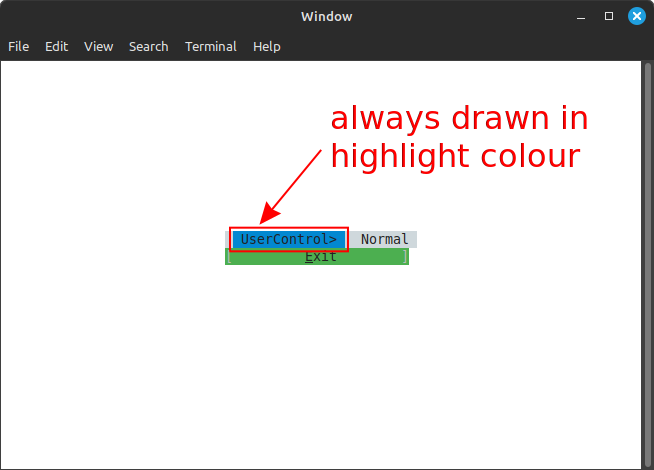 Window
File Edit View Search Terminal Help
always drawn in
highlight colour
UserControl> Normal
[ Exit ]